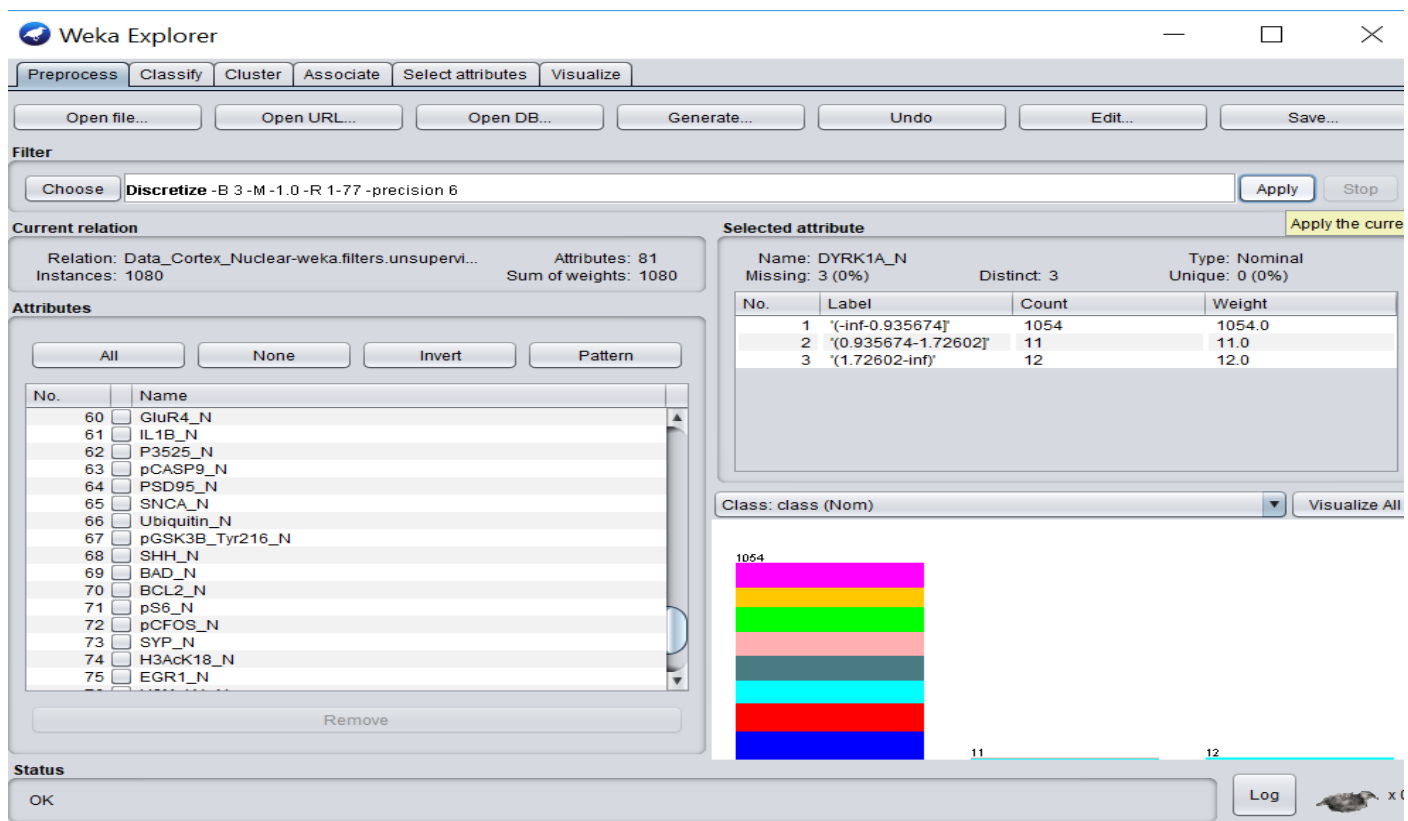 Weka Explorer
Preprocess Classify Cluster Associate Select attributes Visualize
Open file... Open URL... Open DB... Generate... Undo Edit... Save...
Filter
Choose Discretize -B 3 -M -1.0 -R 1-77 -precision 6 Apply Stop
Apply the curre
Current relation
Relation: Data_Cortex_Nuclear-weka.filters.unsupervi... Attributes: 81
Instances: 1080 Sum of weights: 1080
Attributes
All None Invert Pattern
No. Name
60 GluR4_N
61 IL1B_N
62 P3525_N
63 pCASP9_N
64 PSD95_N
65 SNCA_N
66 Ubiquitin_N
67 pGSK3B_Tyr216_N
68 SHH_N
69 BAD_N
70 BCL2_N
71 pS6_N
72 pCFOS_N
73 SYP_N
74 H3AcK18_N
75 EGR1_N
Remove
Selected attribute
Name: DYRK1A_N Type: Nominal
Missing: 3 (0%) Distinct: 3 Unique: 0 (0%)
No. Label Count Weight
1 '(-inf-0.935674]' 1054 1054.0
2 '(0.935674-1.72602]' 11 11.0
3 '(1.72602-inf)' 12 12.0
Class: class (Nom) Visualize All
1054
11
12
Status
OK
Log x 0